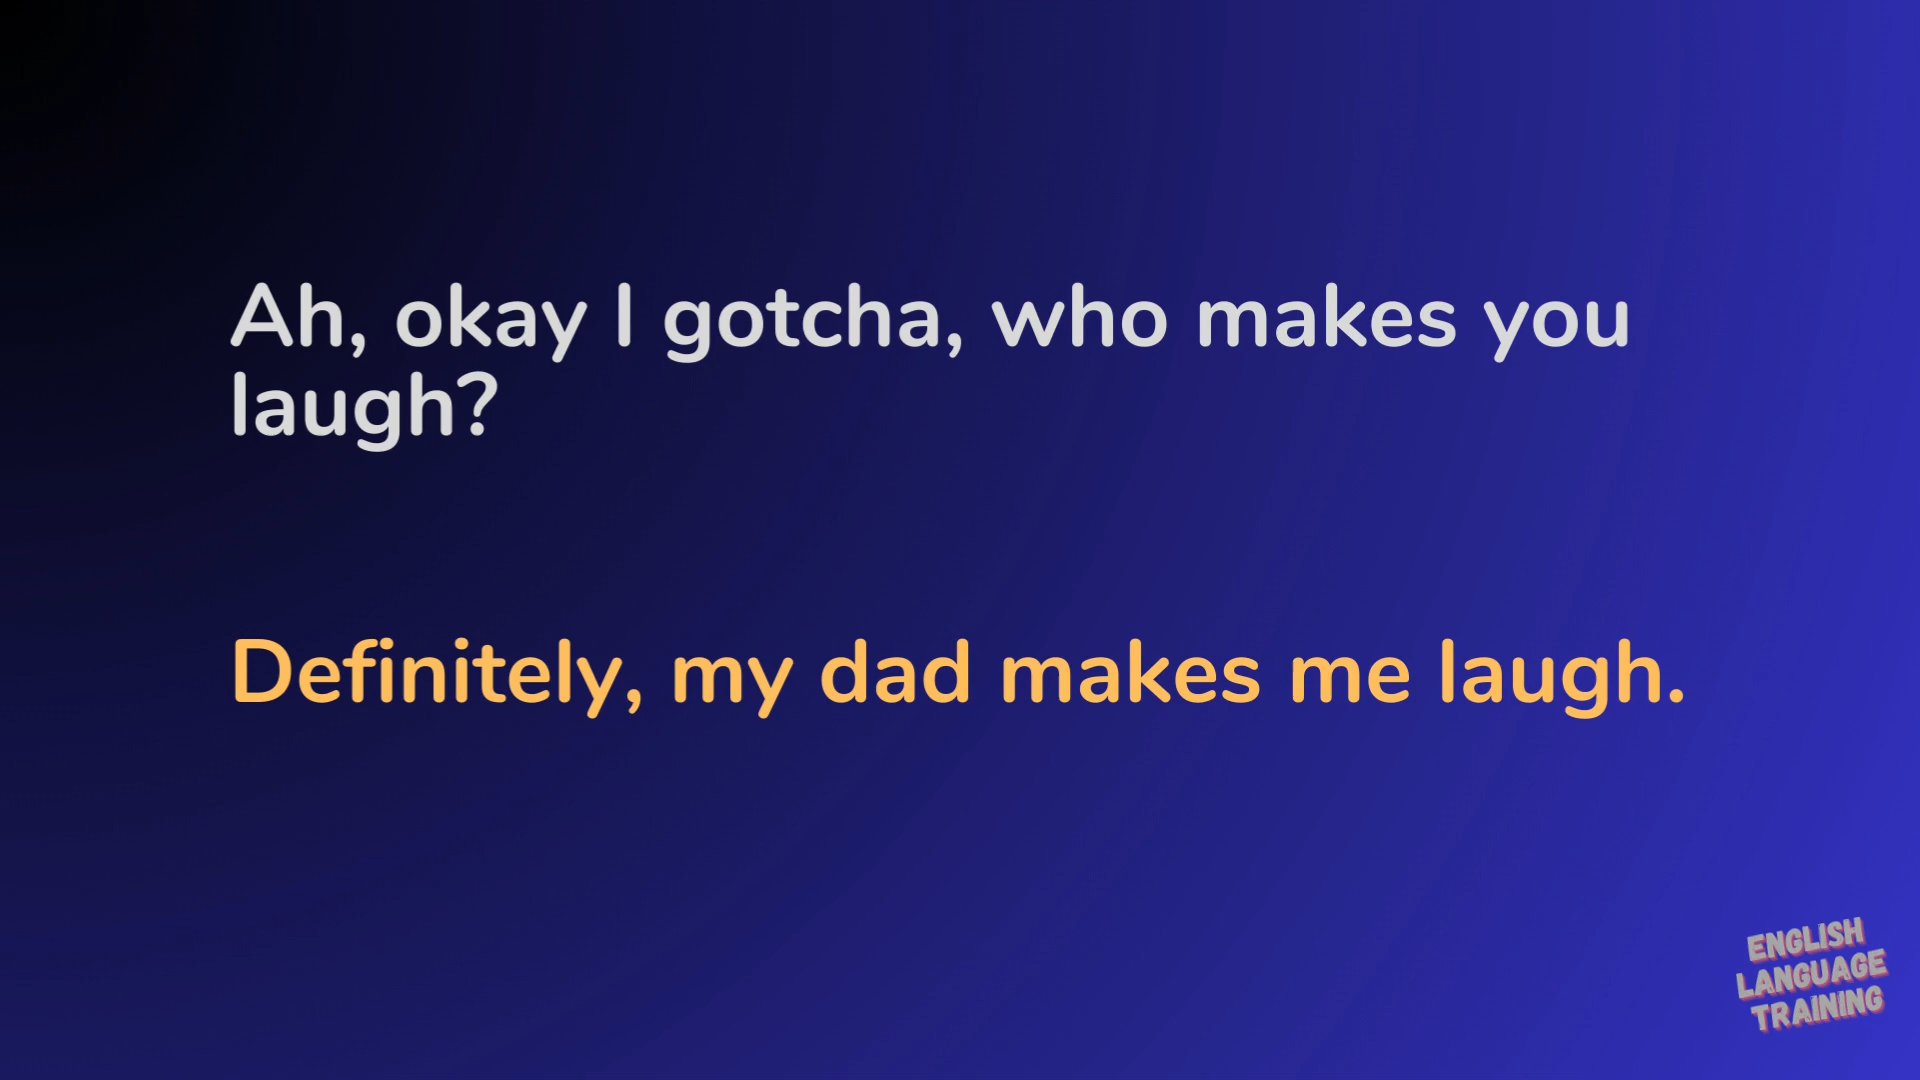 Ah, okay I gotcha, who makes you
laugh?
Definitely, my dad makes me laugh.
ENGLISH
LANGUAGE
TRAINING